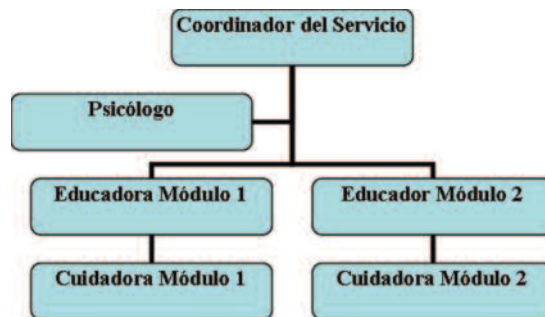 Coordinador del Servicio
Psicólogo
Educadora Módulo 1
Educador Módulo 2
Cuidadora Módulo 1
Cuidadora Módulo 2